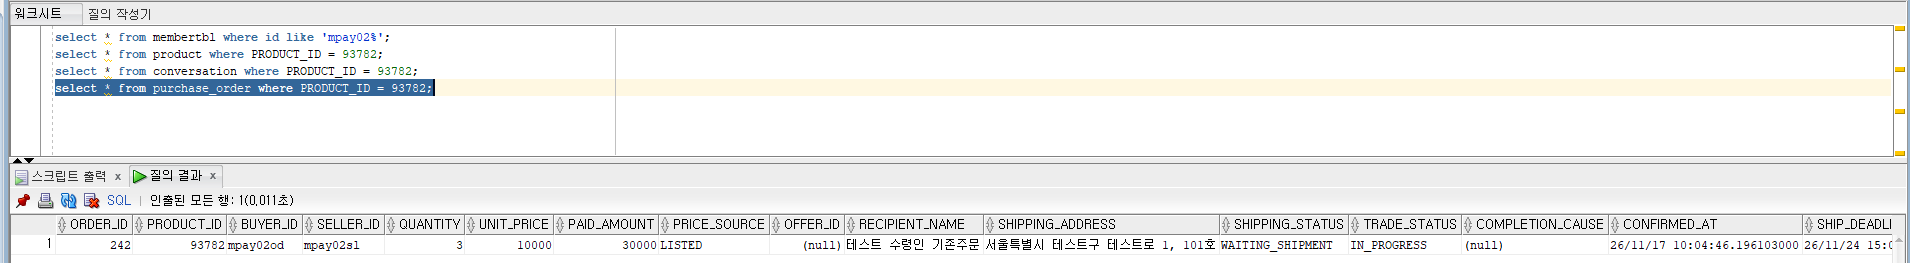 워크시트 질의 작성기
select * from membertbl where id like 'mpay02%';
select * from product where PRODUCT_ID = 93782;
select * from conversation where PRODUCT_ID = 93782;
select * from purchase_order where PRODUCT_ID = 93782;
스크립트 출력 x 질의 결과 x
SQL | 인출된 모든 행: 1(0,011초)
ORDER_ID PRODUCT_ID BUYER_ID SELLER_ID QUANTITY UNIT_PRICE PAID_AMOUNT PRICE_SOURCE OFFER_ID RECIPIENT_NAME SHIPPING_ADDRESS SHIPPING_STATUS TRADE_STATUS COMPLETION_CAUSE CONFIRMED_AT SHIP_DEADLI
1 242 93782 mpay02od mpay02sl 3 10000 30000 LISTED (null) 테스트 수령인 기존주문 서울특별시 테스트구 테스트로 1, 101호 WAITING_SHIPMENT IN_PROGRESS (null) 26/11/17 10:04:46.196103000 26/11/24 15:0